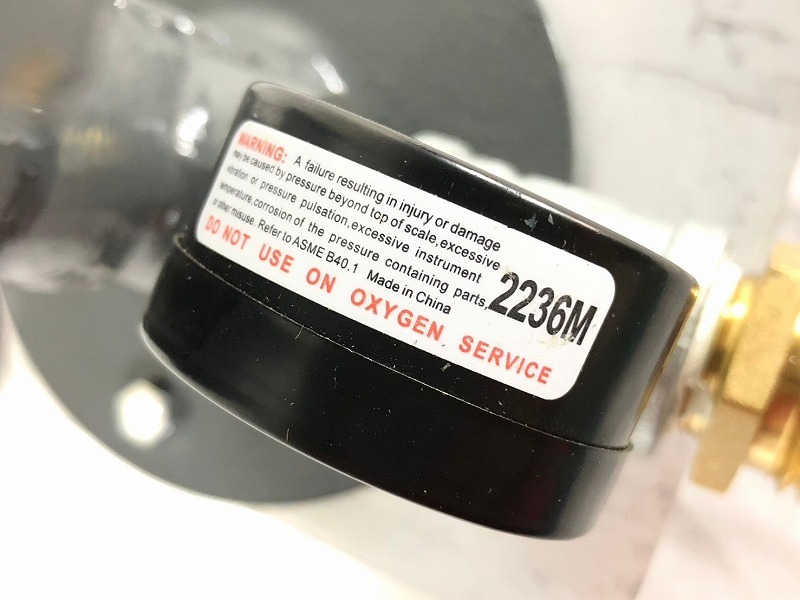 WARNING: A failure resulting in injury or damage
may be caused by pressure beyond top of scale,excessive
vibration or pressure pulsation,excessive instrument
temperature,corrosion of the pressure containing parts,
or other misuse. Refer to ASME B40.1 Made in China
2236M
DO NOT USE ON OXYGEN SERVICE